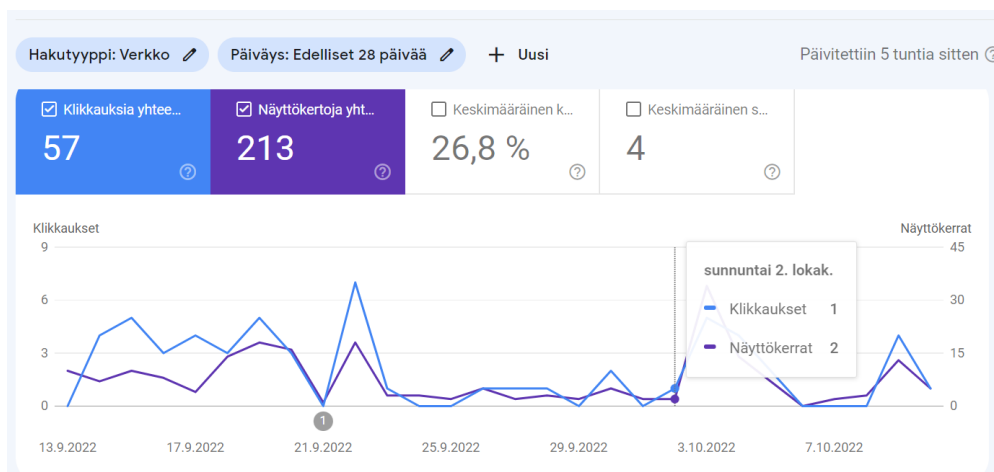 Hakutyyppi: Verkko Päiväys: Edelliset 28 päivää + Uusi Päivitettiin 5 tuntia sitten
Klikkauksia yhtee... Näyttökertoja yht... Keskimääräinen k... Keskimääräinen s...
57 213 26,8 % 4
Klikkaukset Näyttökerrat
9 45
6 30
3 15
0 0
sunnuntai 2. lokak.
Klikkaukset 1
Näyttökerrat 2
1
13.9.2022 17.9.2022 21.9.2022 25.9.2022 29.9.2022 3.10.2022 7.10.2022